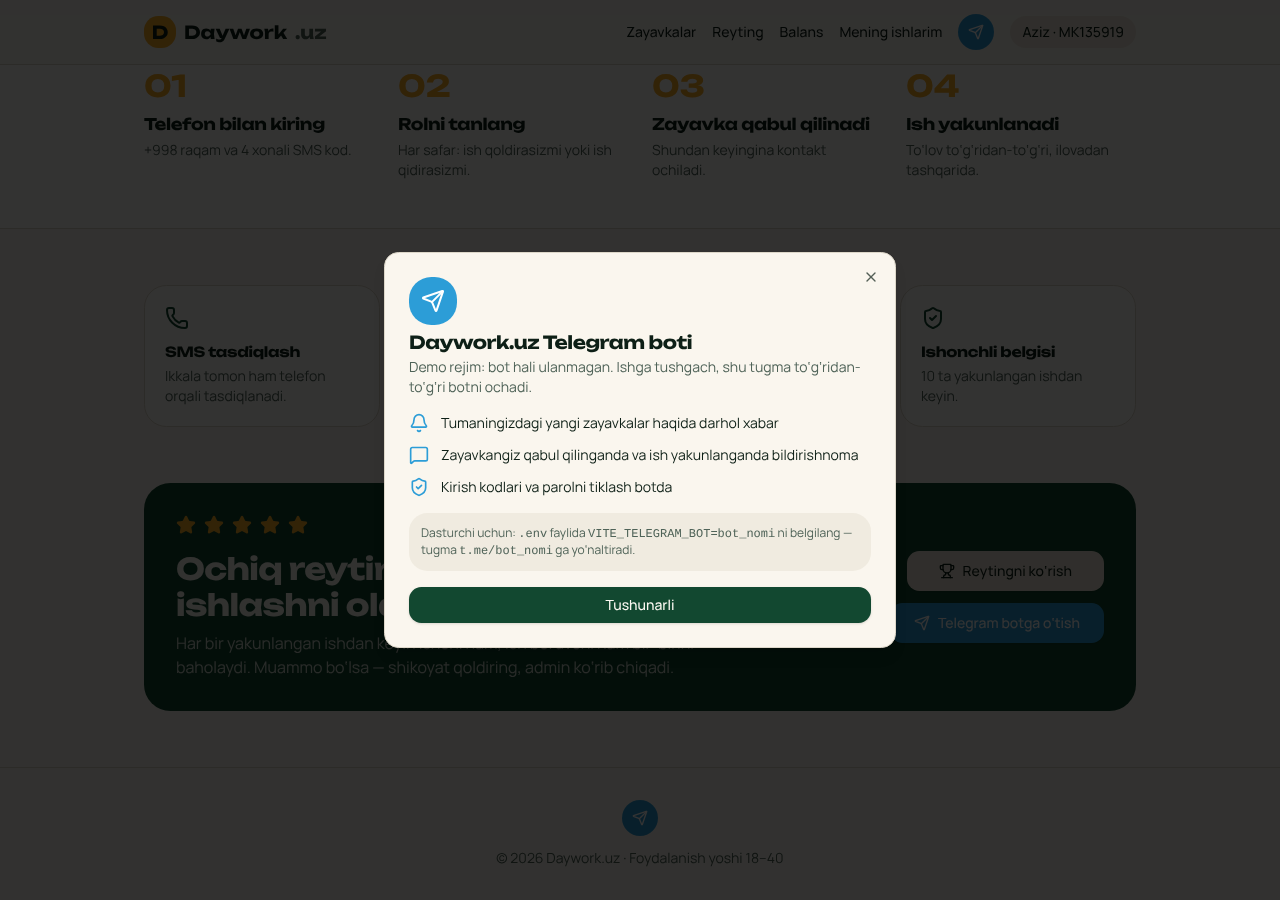 D Daywork .uz
Zayavkalar Reyting Balans Mening ishlarim Aziz · MK135919
01
Telefon bilan kiring
+998 raqam va 4 xonali SMS kod.
02
Rolni tanlang
Har safar: ish qoldirasizmi yoki ish
qidirasizmi.
03
Zayavka qabul qilinadi
Shundan keyingina kontakt
ochiladi.
04
Ish yakunlanadi
To'lov to'g'ridan-to'g'ri, ilovadan
tashqarida.
SMS tasdiqlash
Ikkala tomon ham telefon
orqali tasdiqlanadi.
Daywork.uz Telegram boti
Demo rejim: bot hali ulanmagan. Ishga tushgach, shu tugma to'g'ridan-
to'g'ri botni ochadi.
Tumaningizdagi yangi zayavkalar haqida darhol xabar
Zayavkangiz qabul qilinganda va ish yakunlanganda bildirishnoma
Kirish kodlari va parolni tiklash botda
Dasturchi uchun: .env faylida VITE_TELEGRAM_BOT=bot_nomi ni belgilang —
tugma t.me/bot_nomi ga yo'naltiradi.
Tushunarli
Ishonchli belgisi
10 ta yakunlangan ishdan
keyin.
Ochiq
ishlashni
Har bir yakunlangan ishdan
baholaydi. Muammo bo'lsa — shikoyat qoldiring, admin ko'rib chiqadi.
Reytingni ko'rish
Telegram botga o'tish
© 2026 Daywork.uz · Foydalanish yoshi 18–40